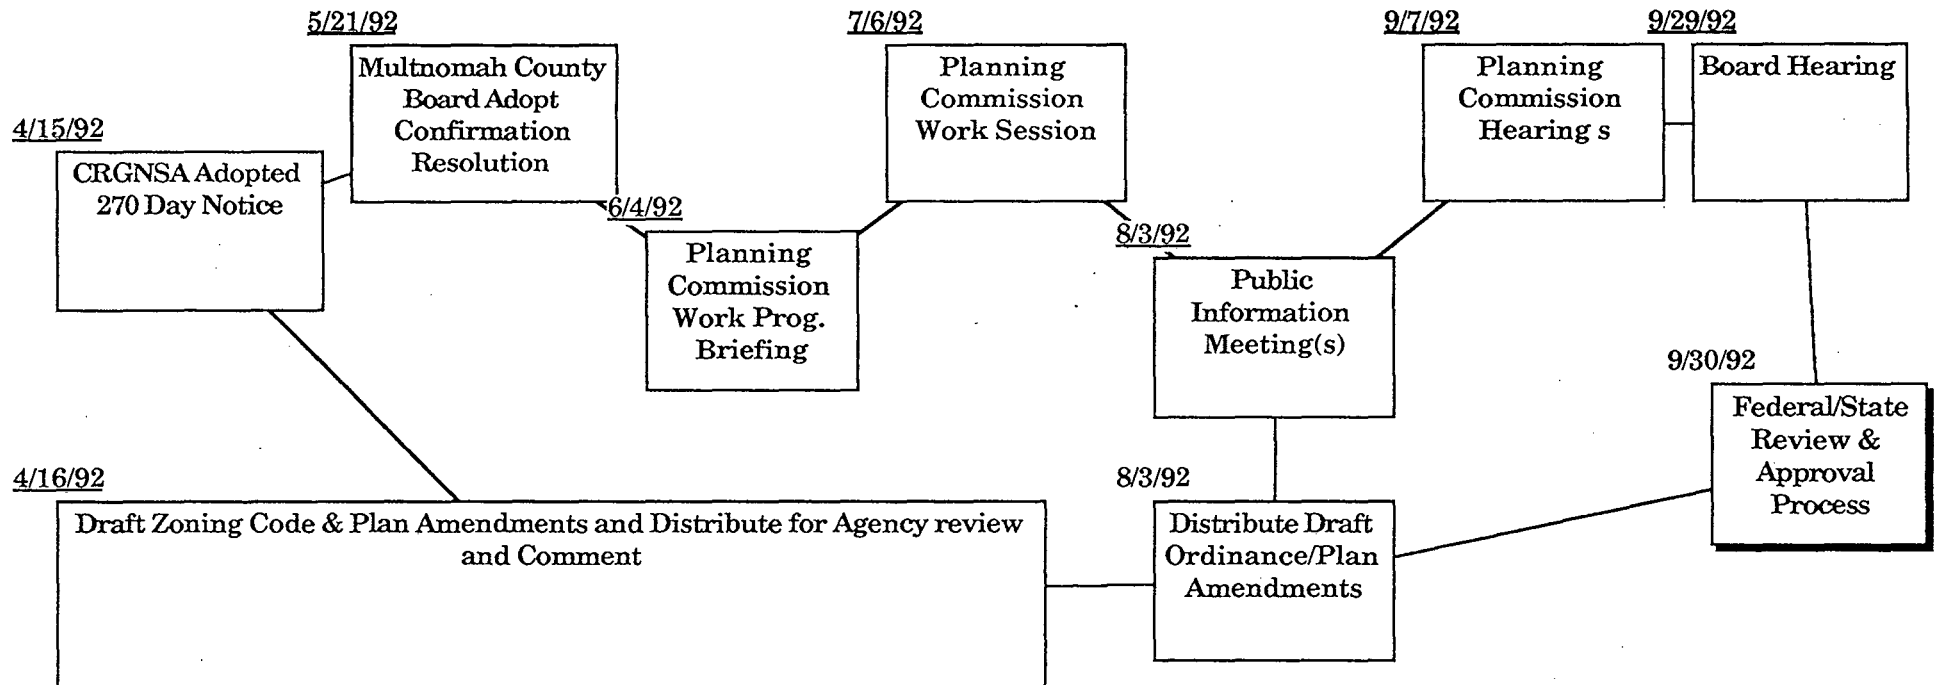 5/21/92
Multnomah County
Board Adopt
Confirmation
Resolution
7/6/92
Planning
Commission
Work Session
9/7/92
Planning
Commission
Hearing s
9/29/92
Board Hearing
4/15/92
CRGNSA Adopted
270 Day Notice
6/4/92
Planning
Commission
Work Prog.
Briefing
8/3/92
Public
Information
Meeting(s)
9/30/92
Federal/State
Review &
Approval
Process
4/16/92
Draft Zoning Code & Plan Amendments and Distribute for Agency review
and Comment
8/3/92
Distribute Draft
Ordinance/Plan
Amendments